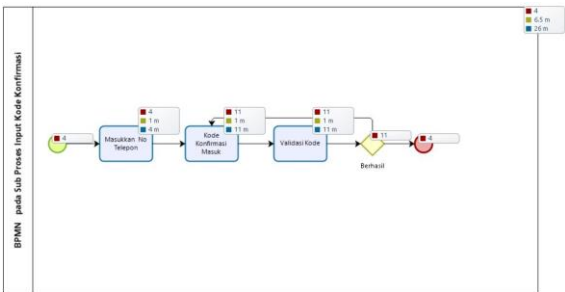 4
6.5 m
26 m
BPMN pada Sub Proses Input Kode Konfirmasi
4
4
1 m
4 m
Masukkan No
Telepon
11
1 m
11 m
Kode
Konfirmasi
Masuk
11
1 m
11 m
Validasi Kode
11
Berhasil
4